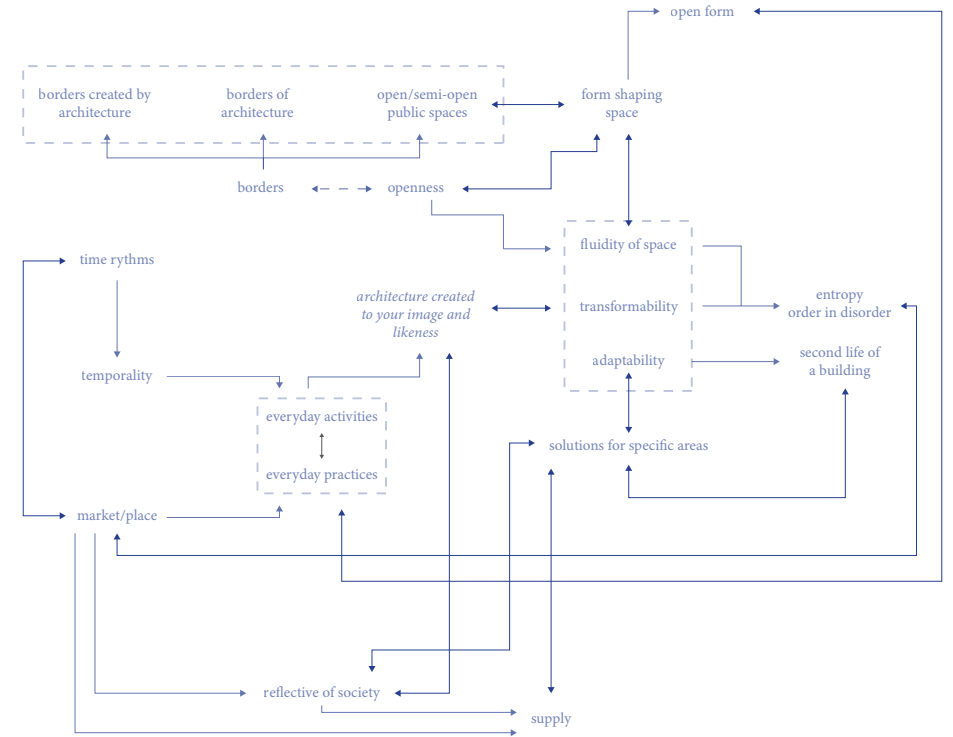 open form
borders created by
architecture
borders of
architecture
open/semi-open
public spaces
form shaping
space
borders
openness
fluidity of space
time rythms
architecture created
to your image and
likeness
transformability
entropy
order in disorder
adaptability
second life of
a building
temporality
everyday activities
everyday practices
solutions for specific areas
market/place
reflective of society
supply